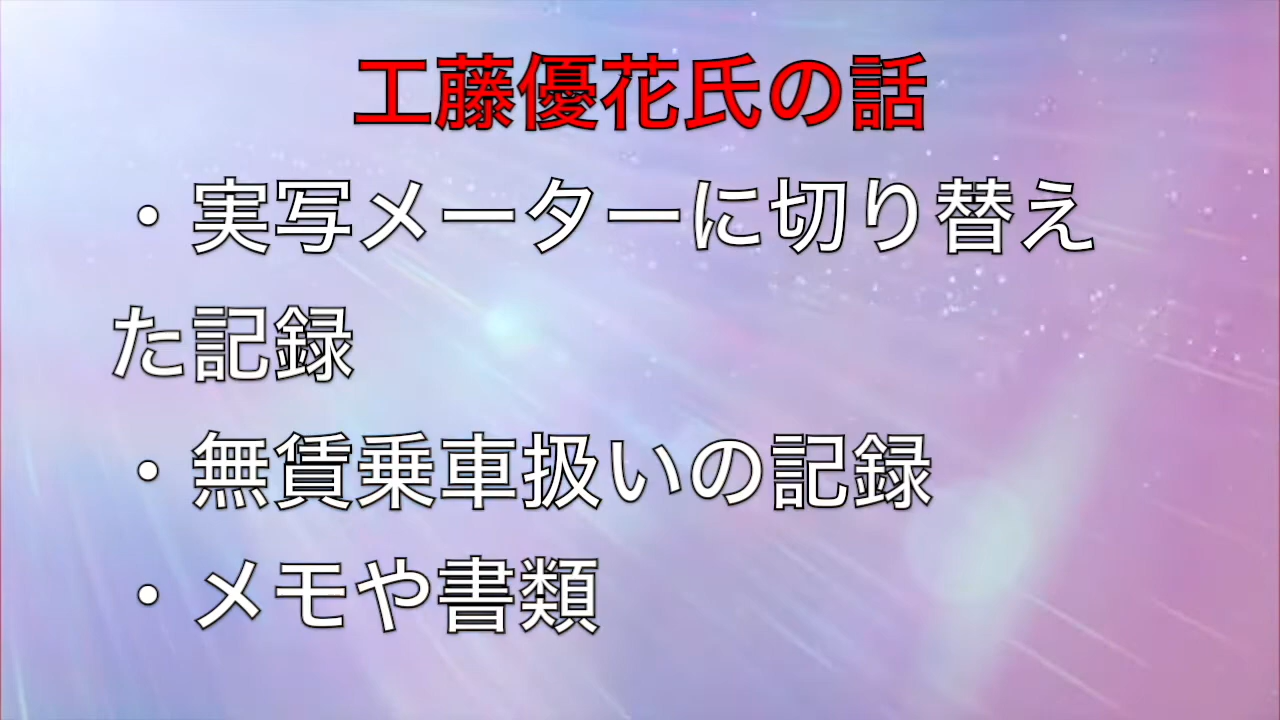 工藤優花氏の話
・実写メーターに切り替え
た記録
・無賃乗車扱いの記録
・メモや書類